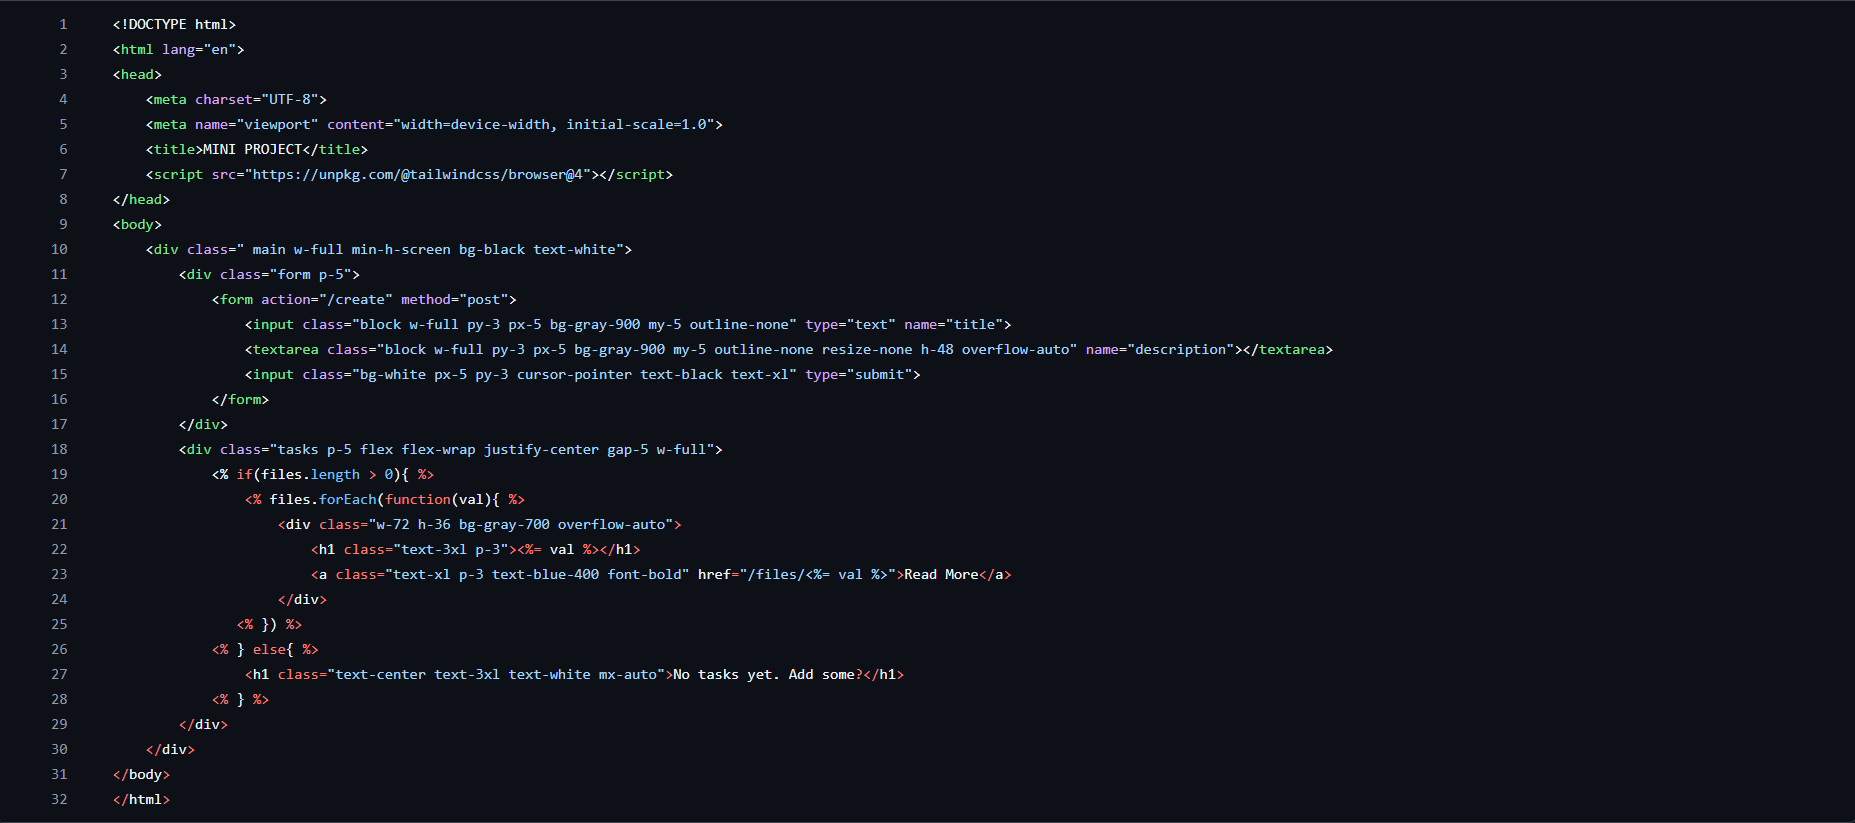 1 <!DOCTYPE html>
2 <html lang="en">
3 <head>
4     <meta charset="UTF-8">
5     <meta name="viewport" content="width=device-width, initial-scale=1.0">
6     <title>MINI PROJECT</title>
7     <script src="https://unpkg.com/@tailwindcss/browser@4"></script>
8 </head>
9 <body>
10     <div class=" main w-full min-h-screen bg-black text-white">
11         <div class="form p-5">
12             <form action="/create" method="post">
13                 <input class="block w-full py-3 px-5 bg-gray-900 my-5 outline-none" type="text" name="title">
14                 <textarea class="block w-full py-3 px-5 bg-gray-900 my-5 outline-none resize-none h-48 overflow-auto" name="description"></textarea>
15                 <input class="bg-white px-5 py-3 cursor-pointer text-black text-xl" type="submit">
16             </form>
17         </div>
18         <div class="tasks p-5 flex flex-wrap justify-center gap-5 w-full">
19             <% if(files.length > 0){ %>
20                 <% files.forEach(function(val){ %>
21                     <div class="w-72 h-36 bg-gray-700 overflow-auto">
22                         <h1 class="text-3xl p-3"><%= val %></h1>
23                         <a class="text-xl p-3 text-blue-400 font-bold" href="/files/<%= val %>">Read More</a>
24                     </div>
25                <% }) %>
26             <% } else{ %>
27                 <h1 class="text-center text-3xl text-white mx-auto">No tasks yet. Add some?</h1>
28             <% } %>
29         </div>
30     </div>
31 </body>
32 </html>